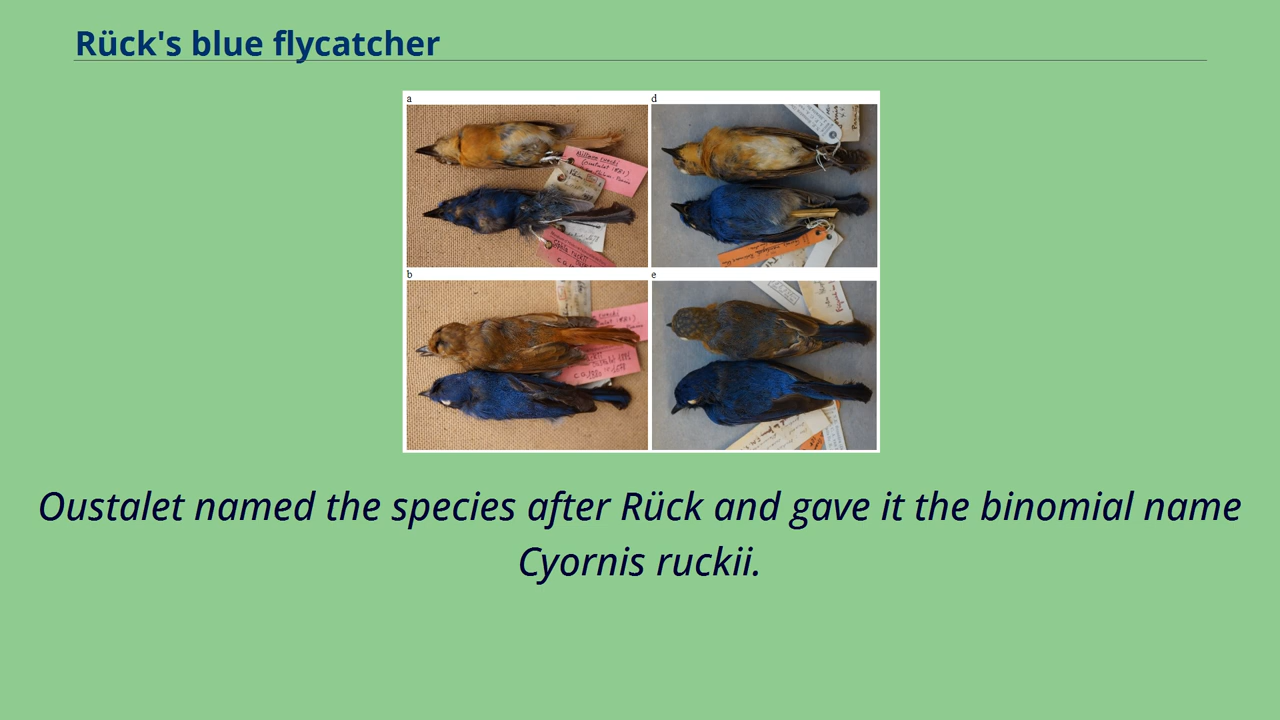 Rück's blue flycatcher
a
d
b
e
Oustalet named the species after Rück and gave it the binomial name
Cyornis ruckii.